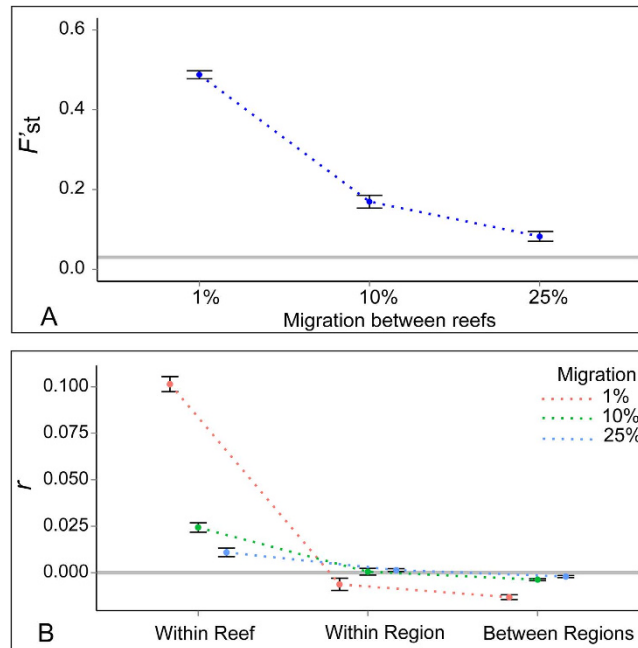 0.6
0.4
F'st
0.2
0.0
1%
10%
25%
A
Migration between reefs
0.100
Migration
1%
10%
25%
0.075
r
0.050
0.025
0.000
B
Within Reef
Within Region
Between Regions